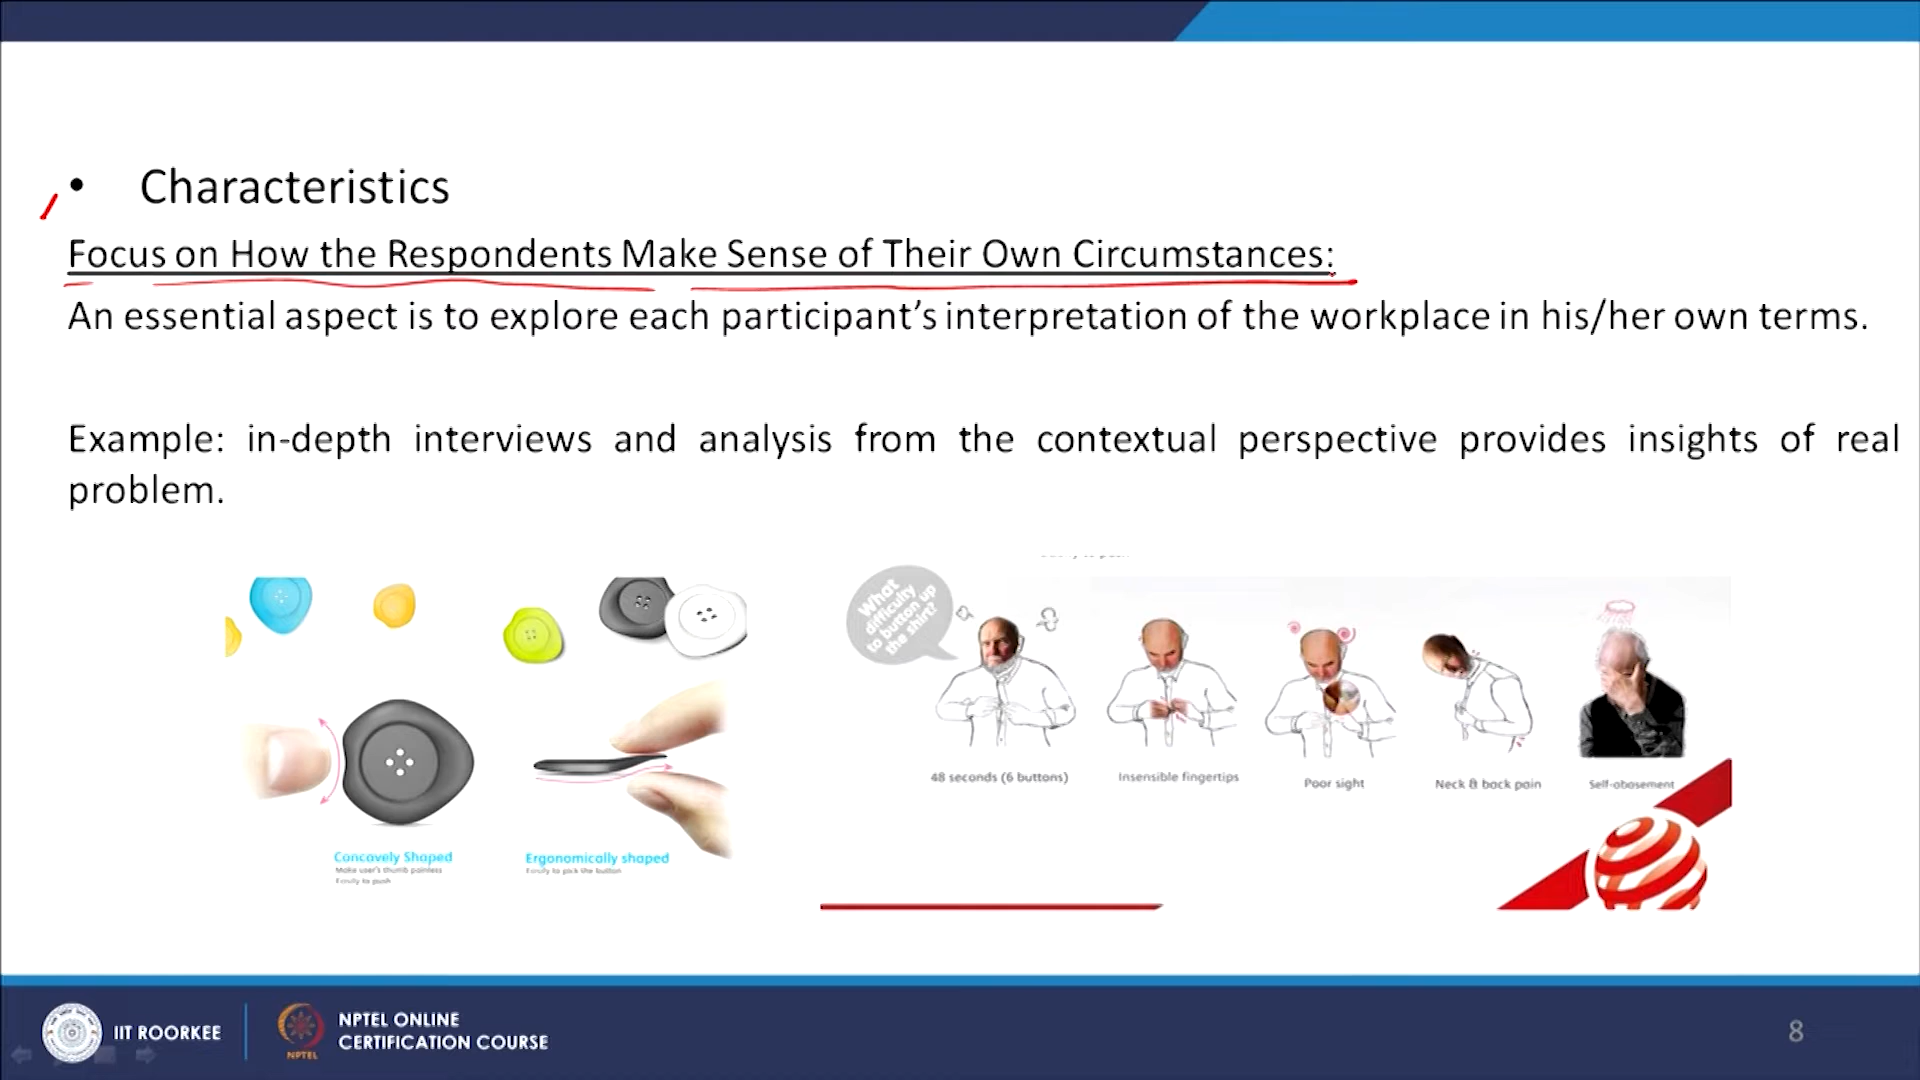 • Characteristics
Focus on How the Respondents Make Sense of Their Own Circumstances:
An essential aspect is to explore each participant's interpretation of the workplace in his/her own terms.
Example: in-depth interviews and analysis from the contextual perspective provides insights of real
problem.
What
difficulty
to button up
the shirt?
48 seconds (6 buttons)
Insensible fingertips
Poor sight
Neck & back pain
Self-abasement
Concavely Shaped
Make user's thumb painless
Easily to push
Ergonomically shaped
Easily to pick the button
IIT ROORKEE
NPTEL
NPTEL ONLINE
CERTIFICATION COURSE
8